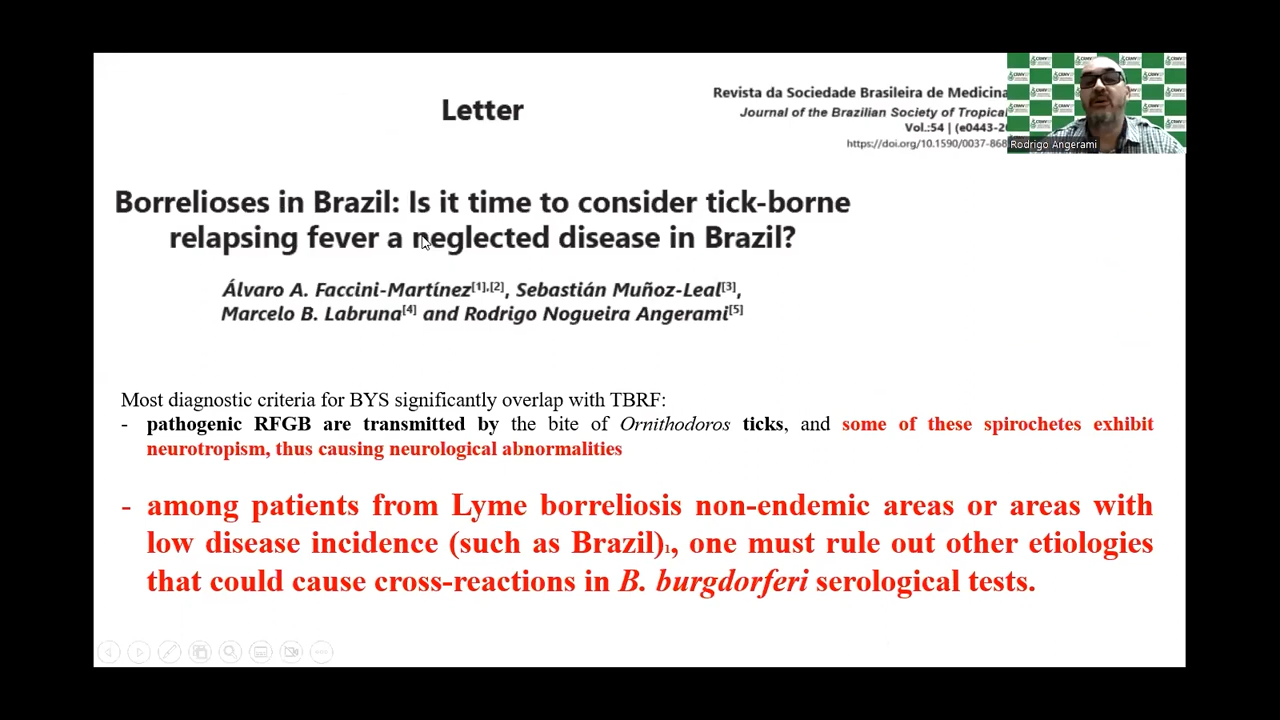 Letter
Revista da Sociedade Brasileira de Medicina
Journal of the Brazilian Society of Tropical
Vol.:54 | (e0443-2
https://doi.org/10.1590/0037-868
Rodrigo Angerami
Borrelioses in Brazil: Is it time to consider tick-borne
relapsing fever a neglected disease in Brazil?
Álvaro A. Faccini-Martínez[1],[2], Sebastián Muñoz-Leal[3],
Marcelo B. Labruna[4] and Rodrigo Nogueira Angerami[5]
Most diagnostic criteria for BYS significantly overlap with TBRF:
- pathogenic RFGB are transmitted by the bite of Ornithodoros ticks, and some of these spirochetes exhibit
neurotropism, thus causing neurological abnormalities
- among patients from Lyme borreliosis non-endemic areas or areas with
low disease incidence (such as Brazil)1, one must rule out other etiologies
that could cause cross-reactions in B. burgdorferi serological tests.